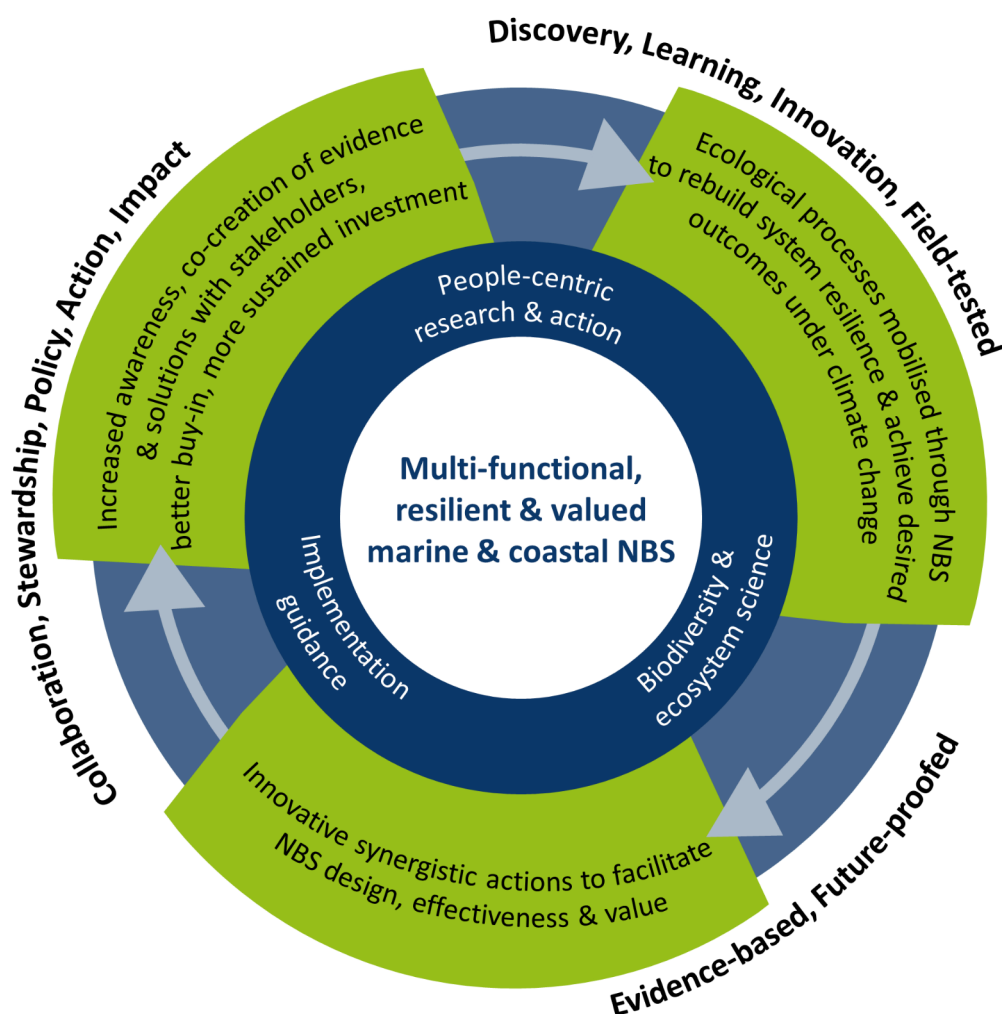 Discovery, Learning, Innovation, Field-tested
Ecological processes mobilised through NBS
to rebuild system resilience & achieve desired
outcomes under climate change
Evidence-based, Future-proofed
Innovative synergistic actions to facilitate
NBS design, effectiveness & value
Collaboration, Stewardship, Policy, Action, Impact
Increased awareness, co-creation of evidence
& solutions with stakeholders,
better buy-in, more sustained investment
People-centric
research & action
Biodiversity &
ecosystem science
Implementation
guidance
Multi-functional,
resilient & valued
marine & coastal NBS